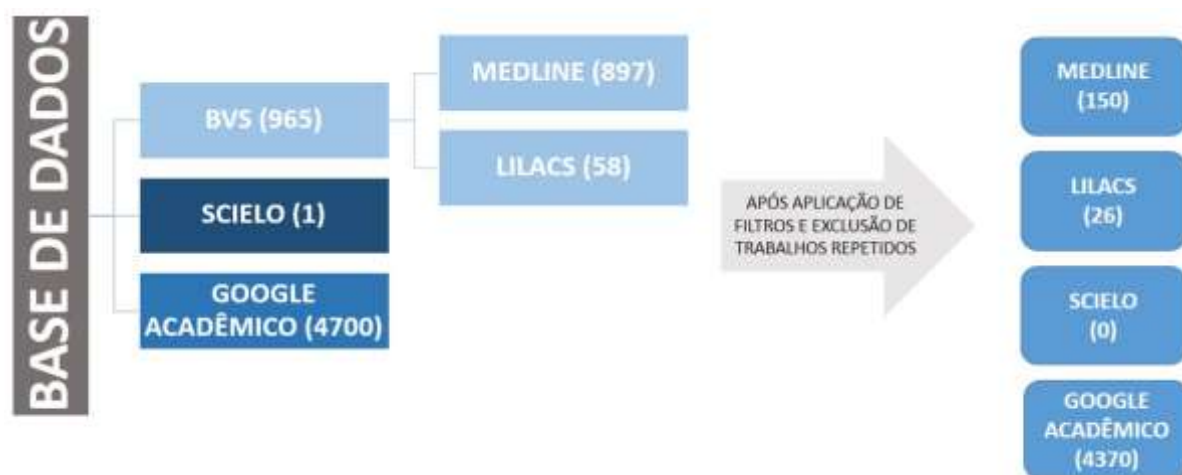 BASE DE DADOS
BVS (965)
SCIELO (1)
GOOGLE
ACADÊMICO (4700)
MEDLINE (897)
LILACS (58)
APÓS APLICAÇÃO DE
FILTROS E EXCLUSÃO DE
TRABALHOS REPETIDOS
MEDLINE
(150)
LILACS
(26)
SCIELO
(0)
GOOGLE
ACADÊMICO
(4370)